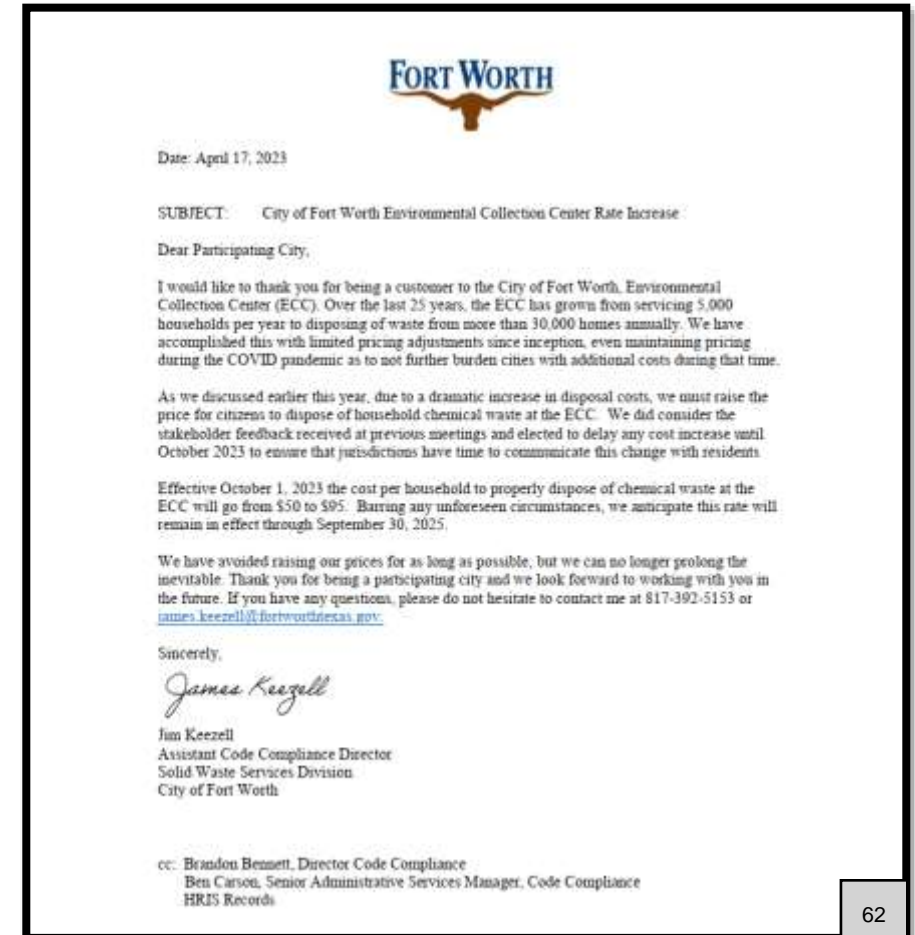 FORT WORTH
Date: April 17, 2023
SUBJECT: City of Fort Worth Environmental Collection Center Rate Increase
Dear Participating City,
I would like to thank you for being a customer to the City of Fort Worth, Environmental
Collection Center (ECC). Over the last 25 years, the ECC has grown from servicing 5,000
households per year to disposing of waste from more than 30,000 homes annually. We have
accomplished this with limited pricing adjustments since inception, even maintaining pricing
during the COVID pandemic as to not further burden cities with additional costs during that time.
As we discussed earlier this year, due to a dramatic increase in disposal costs, we must raise the
price for citizens to dispose of household chemical waste at the ECC. We did consider the
stakeholder feedback received at previous meetings and elected to delay any cost increase until
October 2023 to ensure that jurisdictions have time to communicate this change with residents
Effective October 1, 2023 the cost per household to properly dispose of chemical waste at the
ECC will go from $50 to $95. Barring any unforeseen circumstances, we anticipate this rate will
remain in effect through September 30, 2025.
We have avoided raising our prices for as long as possible, but we can no longer prolong the
inevitable. Thank you for being a participating city and we look forward to working with you in
the future. If you have any questions, please do not hesitate to contact me at 817-392-5153 or
james.keezell@fortworthtexas.gov.
Sincerely,
James Keezell
Jim Keezell
Assistant Code Compliance Director
Solid Waste Services Division
City of Fort Worth
cc: Brandon Bennett, Director Code Compliance
Ben Carson, Senior Administrative Services Manager, Code Compliance
HRIS Records
62